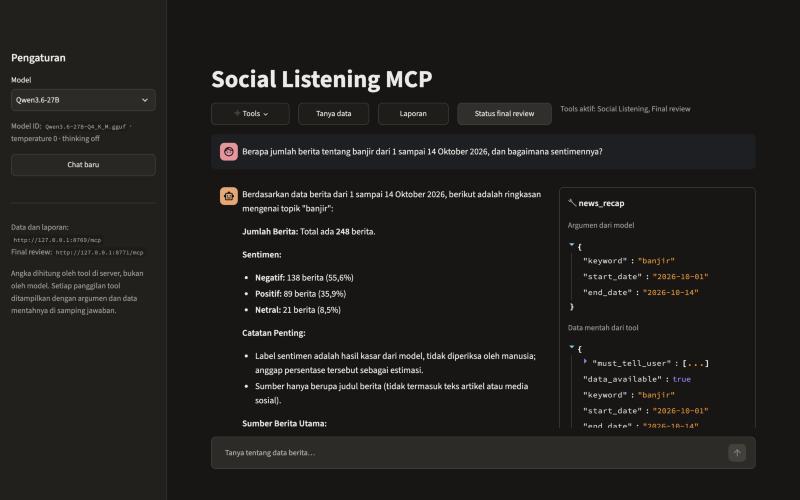 Pengaturan
Model
Qwen3.6-27B
Model ID: Qwen3.6-27B-Q4_K_M.gguf ·
temperature 0 · thinking off
Chat baru
Data dan laporan:
http://127.0.0.1:8769/mcp
Final review: http://127.0.0.1:8771/mcp
Angka dihitung oleh tool di server, bukan
oleh model. Setiap panggilan tool
ditampilkan dengan argumen dan data
mentahnya di samping jawaban.
Social Listening MCP
+ Tools
Tanya data
Laporan
Status final review
Tools aktif: Social Listening, Final review
Berapa jumlah berita tentang banjir dari 1 sampai 14 Oktober 2026, dan bagaimana sentimennya?
Berdasarkan data berita dari 1 sampai 14 Oktober 2026, berikut adalah ringkasan
mengenai topik "banjir":
Jumlah Berita: Total ada 248 berita.
Sentimen:
• Negatif: 138 berita (55,6%)
• Positif: 89 berita (35,9%)
• Netral: 21 berita (8,5%)
Catatan Penting:
• Label sentimen adalah hasil kasar dari model, tidak diperiksa oleh manusia;
anggap persentase tersebut sebagai estimasi.
• Sumber hanya berupa judul berita (tidak termasuk teks artikel atau media
sosial).
Sumber Berita Utama:
news_recap
Argumen dari model
{
"keyword" : "banjir"
"start_date" : "2026-10-01"
"end_date" : "2026-10-14"
}
Data mentah dari tool
{
"must_tell_user" : [...]
"data_available" : true
"keyword" : "banjir"
"start_date" : "2026-10-01"
"end_date" : "2026-10-14"
Tanya tentang data berita…